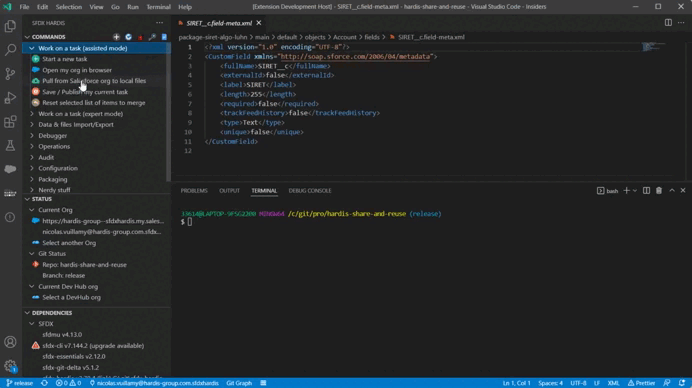 File Edit Selection View Go Run Terminal Help
[Extension Development Host] - SIRET__c.field-meta.xml - hardis-share-and-reuse - Visual Studio Code - Insiders
SFDX HARDIS
COMMANDS
Work on a task (assisted mode)
Start a new task
Open my org in browser
Pull from Salesforce org to local files
Save / Publish my current task
Reset selected list of items to merge
Work on a task (expert mode)
Data & files Import/Export
Debugger
Operations
Audit
Configuration
Packaging
Nerdy stuff
STATUS
Current Org
https://hardis-group--sfdxhardis.my.sales...
nicolas.vuillamy@hardis-group.com.sfdx...
Select another Org
Git Status
Repo: hardis-share-and-reuse
Branch: release
Current Dev Hub org
Select a DevHub org
DEPENDENCIES
SFDX
sfdmu v4.13.0
sfdx-cli v7.144.2 (upgrade available)
sfdx-essentials v2.12.0
sfdx-git-delta v5.1.2
SIRET__c.field-meta.xml
package-siret-algo-luhn > main > default > objects > Account > fields > SIRET__c.field-meta.xml
1 <?xml version="1.0" encoding="UTF-8"?>
2 <CustomField xmlns="http://soap.sforce.com/2006/04/metadata">
3 <fullName>SIRET__c</fullName>
4 <externalId>false</externalId>
5 <label>SIRET</label>
6 <length>255</length>
7 <required>false</required>
8 <trackFeedHistory>false</trackFeedHistory>
9 <type>Text</type>
10 <unique>false</unique>
11 </CustomField>
12
PROBLEMS OUTPUT TERMINAL DEBUG CONSOLE
bash
MINGW64 /c/git/pro/hardis-share-and-reuse (release)
$
release
0 0
nicolas.vuillamy@hardis-group.com.sfdxhardis
Git Graph
Ln 1, Col 1 Spaces: 4 UTF-8 LF XML Prettier